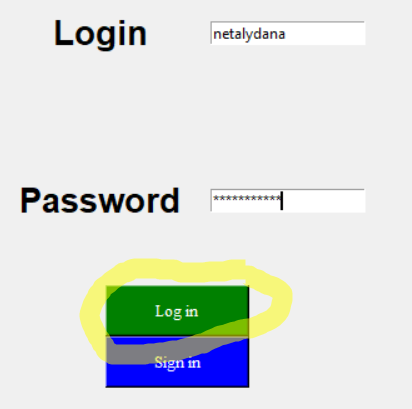 Login netalydana
Password ***********
Log in
Sign in